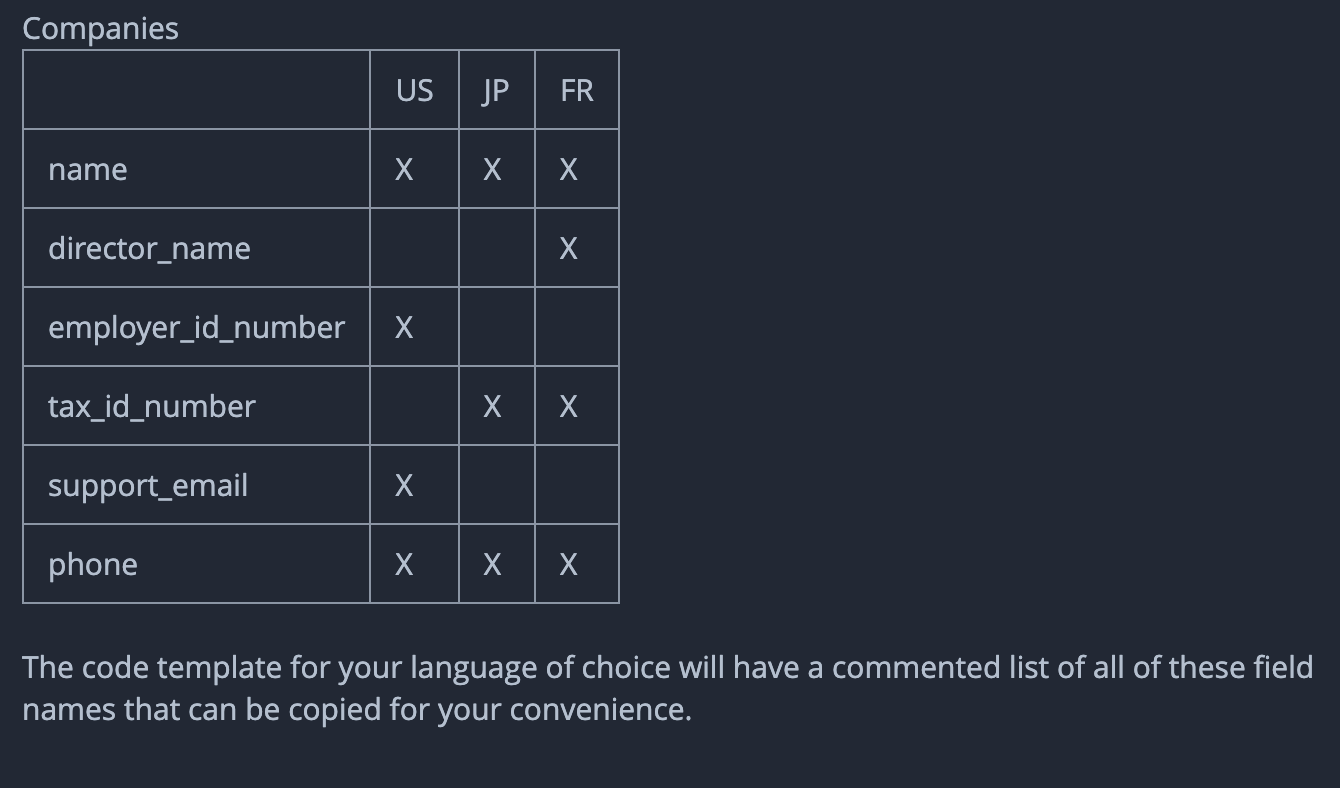 Companies
US JP FR
name X X X
director_name X
employer_id_number X
tax_id_number X X
support_email X
phone X X X
The code template for your language of choice will have a commented list of all of these field
names that can be copied for your convenience.